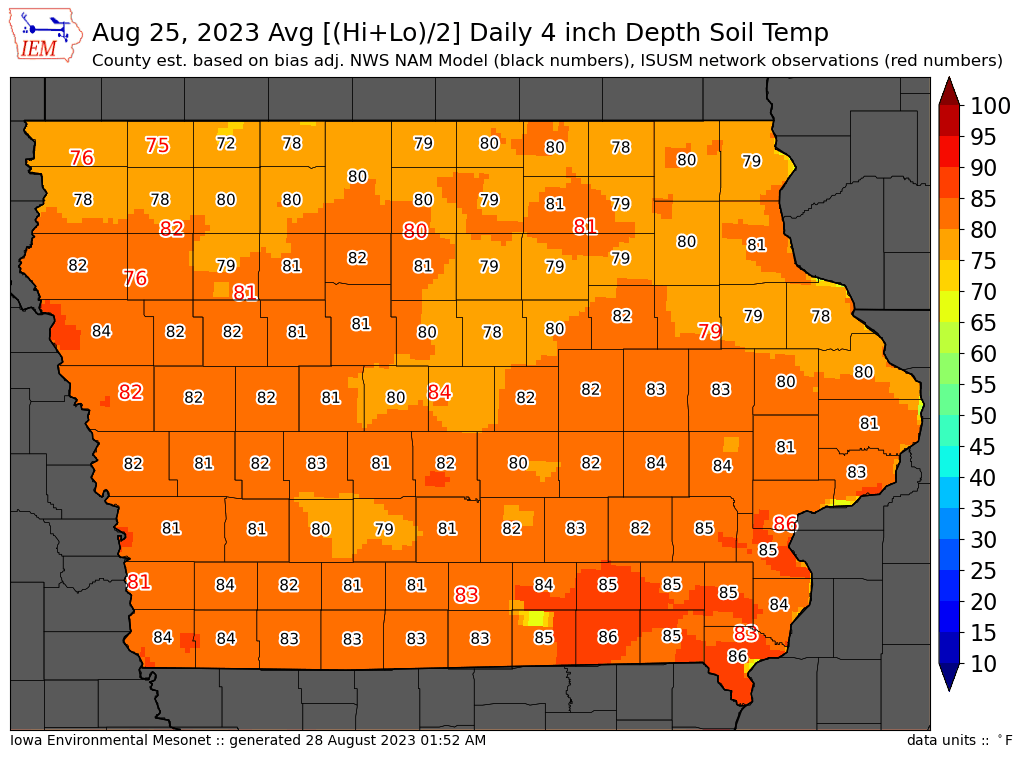 IEM
Aug 25, 2023 Avg [(Hi+Lo)/2] Daily 4 inch Depth Soil Temp
County est. based on bias adj. NWS NAM Model (black numbers), ISUSM network observations (red numbers)
76 75 72 78 79 80 80 78 80 79
80
78 78 80 80 80 79 81 79
82 80 81
80 81
82 76 79 81 82 81 79 79 79
81
84 82 82 81 81 80 78 80 82 79 79 78
82 82 82 81 80 84 82 82 83 83 80 80
81
82 81 82 83 81 82 80 82 84 84 81 83
81 81 80 79 81 82 83 82 85 86
85
81 84 82 81 81 83 84 85 85 85 84
84 84 83 83 83 83 85 86 85 83
86
100
95
90
85
80
75
70
65
60
55
50
45
40
35
30
25
20
15
10
Iowa Environmental Mesonet :: generated 28 August 2023 01:52 AM
data units :: °F